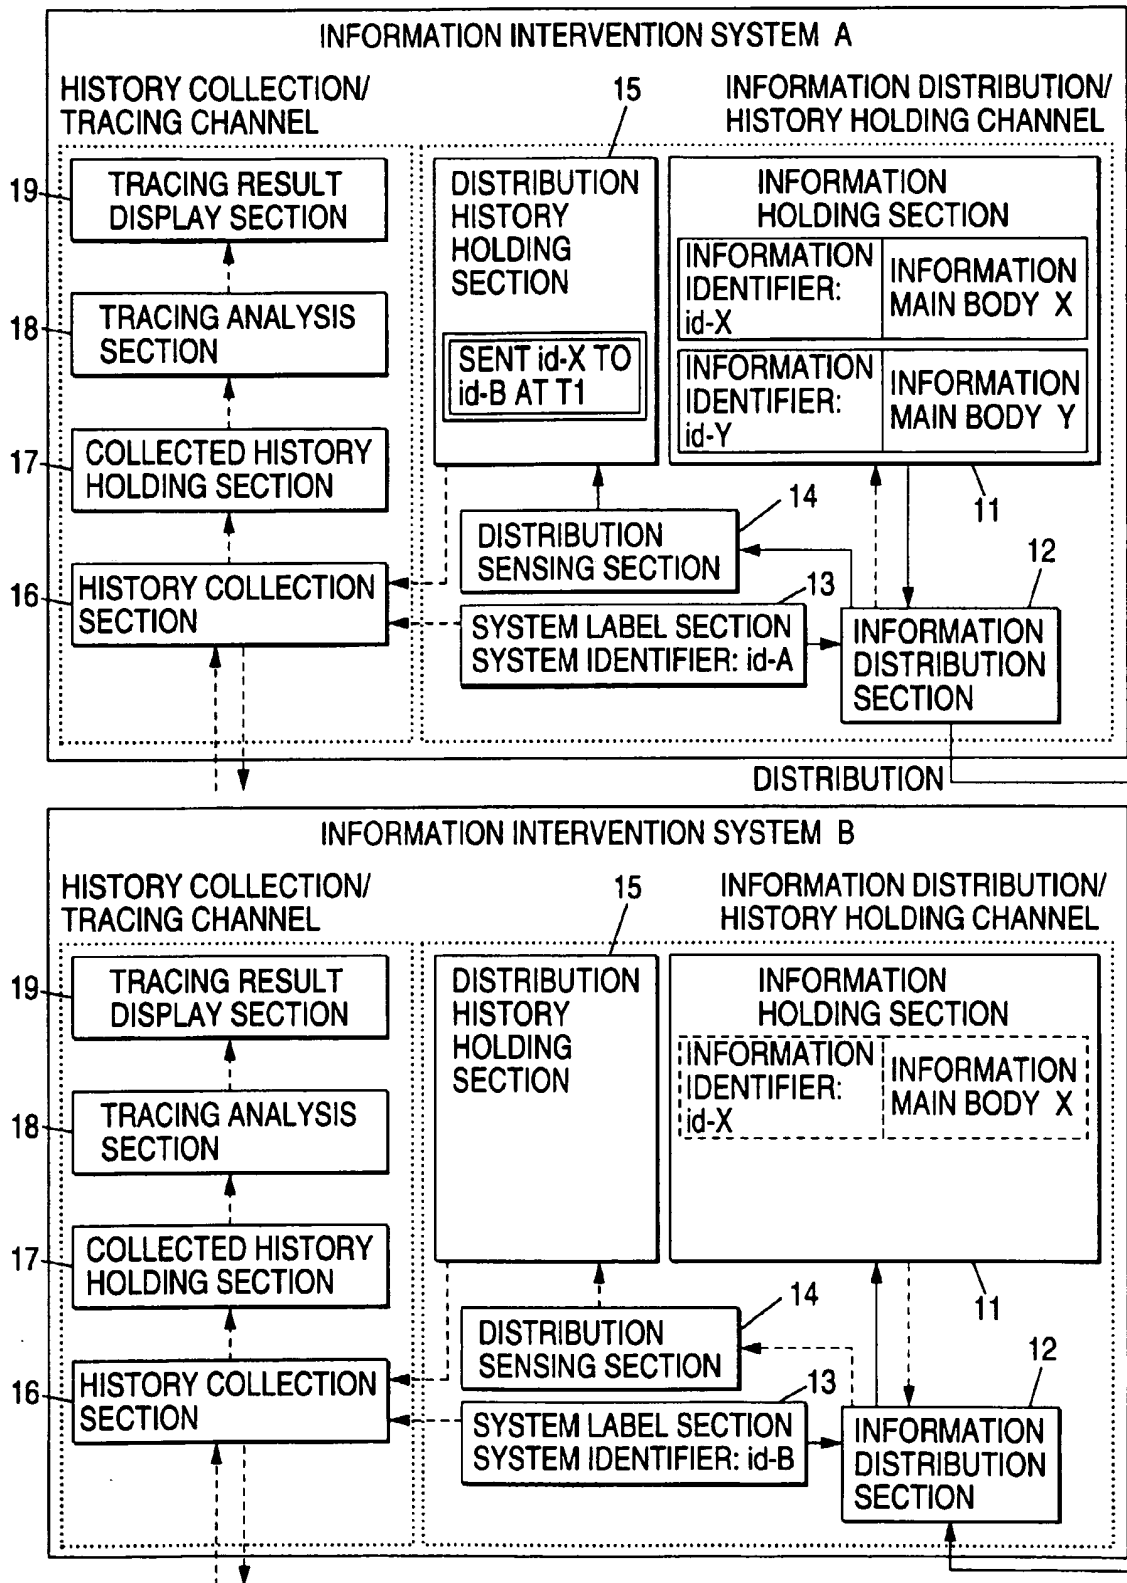 INFORMATION INTERVENTION SYSTEM A
HISTORY COLLECTION/
TRACING CHANNEL
15
INFORMATION DISTRIBUTION/
HISTORY HOLDING CHANNEL
19
TRACING RESULT
DISPLAY SECTION
18
TRACING ANALYSIS
SECTION
17
COLLECTED HISTORY
HOLDING SECTION
16
HISTORY COLLECTION
SECTION
DISTRIBUTION
HISTORY
HOLDING
SECTION
SENT id-X TO
id-B AT T1
INFORMATION
HOLDING SECTION
INFORMATION
IDENTIFIER:
id-X
INFORMATION
MAIN BODY X
INFORMATION
IDENTIFIER:
id-Y
INFORMATION
MAIN BODY Y
11
14
DISTRIBUTION
SENSING SECTION
13
SYSTEM LABEL SECTION
SYSTEM IDENTIFIER: id-A
12
INFORMATION
DISTRIBUTION
SECTION
DISTRIBUTION
INFORMATION INTERVENTION SYSTEM B
HISTORY COLLECTION/
TRACING CHANNEL
15
INFORMATION DISTRIBUTION/
HISTORY HOLDING CHANNEL
19
TRACING RESULT
DISPLAY SECTION
18
TRACING ANALYSIS
SECTION
17
COLLECTED HISTORY
HOLDING SECTION
16
HISTORY COLLECTION
SECTION
DISTRIBUTION
HISTORY
HOLDING
SECTION
INFORMATION
HOLDING SECTION
INFORMATION
IDENTIFIER:
id-X
INFORMATION
MAIN BODY X
11
14
DISTRIBUTION
SENSING SECTION
13
SYSTEM LABEL SECTION
SYSTEM IDENTIFIER: id-B
12
INFORMATION
DISTRIBUTION
SECTION